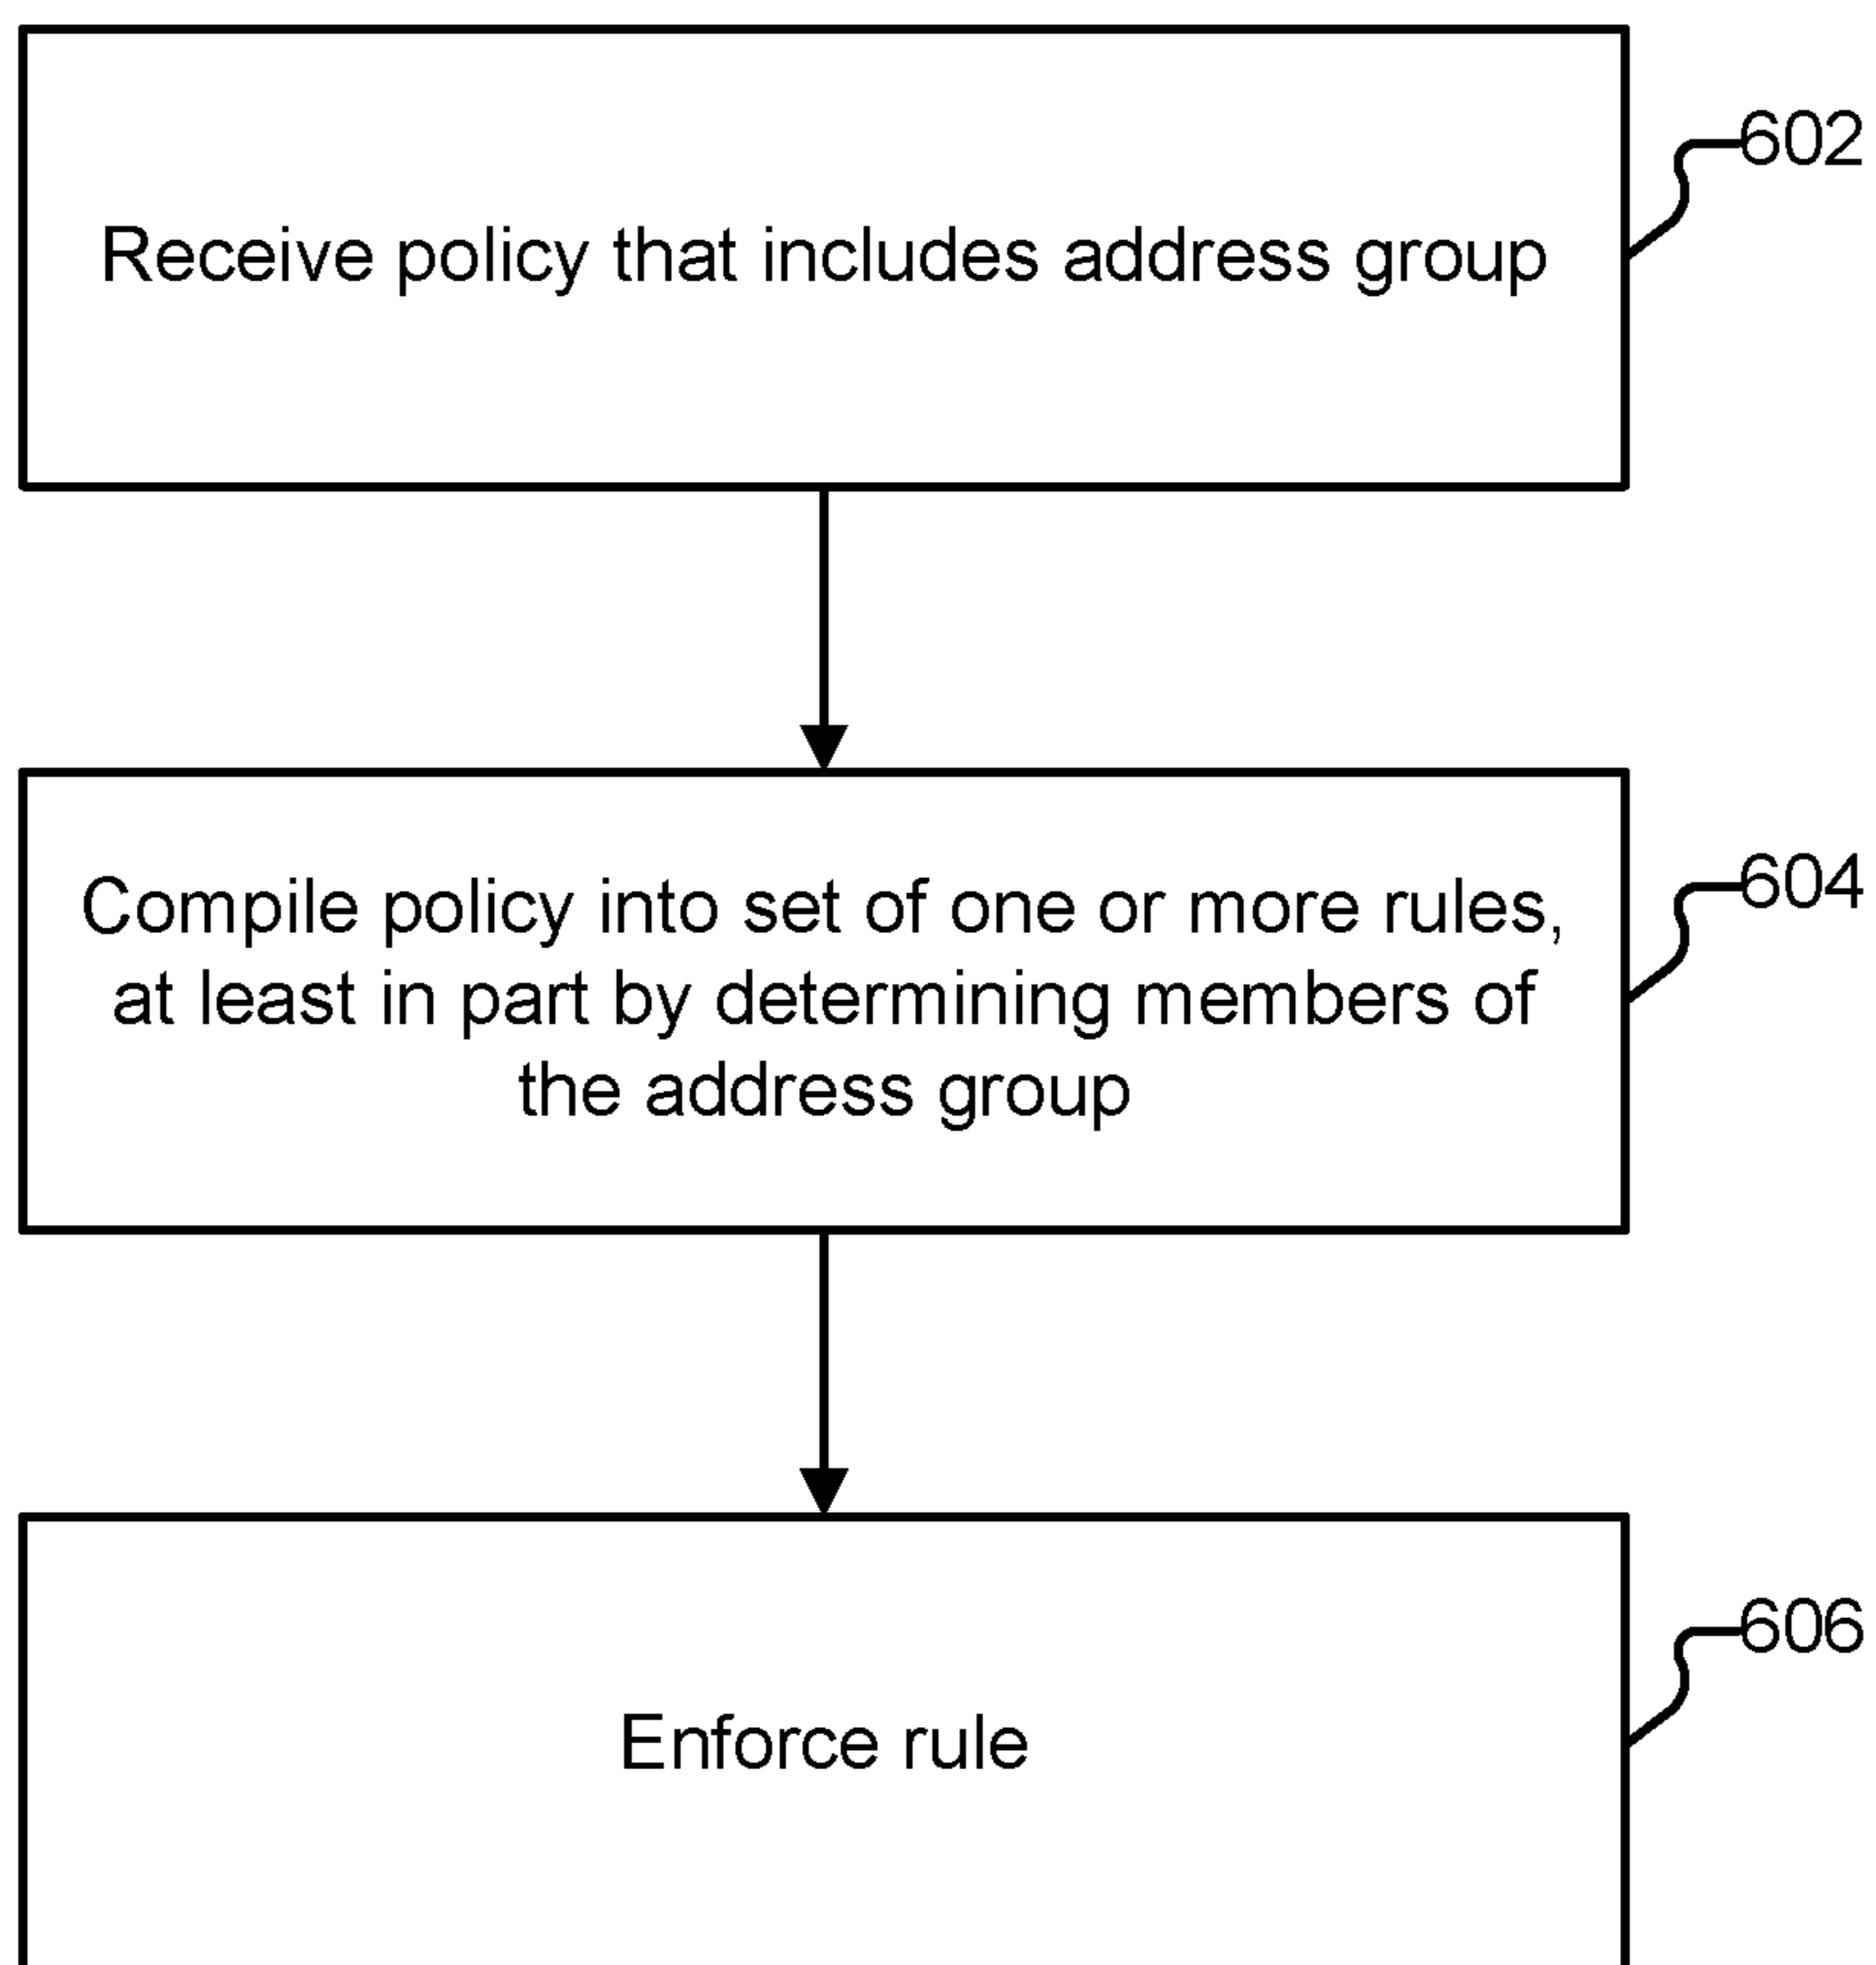 Receive policy that includes address group
602
Compile policy into set of one or more rules,
at least in part by determining members of
the address group
604
Enforce rule
606